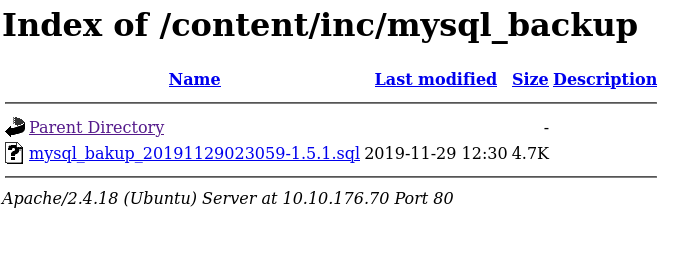 Index of /content/inc/mysql_backup
Name Last modified Size Description
Parent Directory -
mysql_bakup_20191129023059-1.5.1.sql 2019-11-29 12:30 4.7K
Apache/2.4.18 (Ubuntu) Server at 10.10.176.70 Port 80